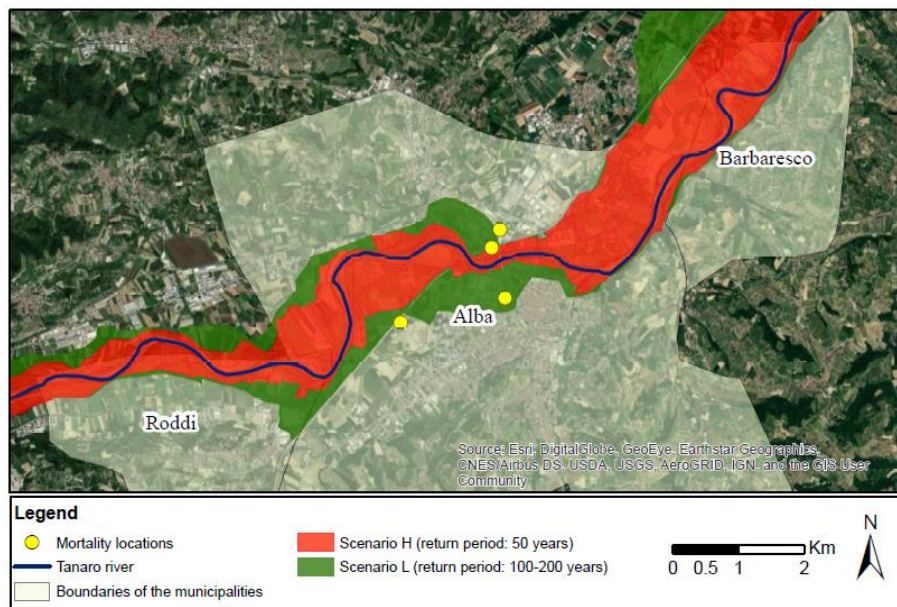 Barbaresco
Alba
Roddi
Source: Esri, DigitalGlobe, GeoEye, Earthstar Geographics,
CNES/Airbus DS, USDA, USGS, AeroGRID, IGN, and the GIS User
Community
Legend
Mortality locations
Tanaro river
Boundaries of the municipalities
Scenario H (return period: 50 years)
Scenario L (return period: 100-200 years)
Km
0 0.5 1 2
N